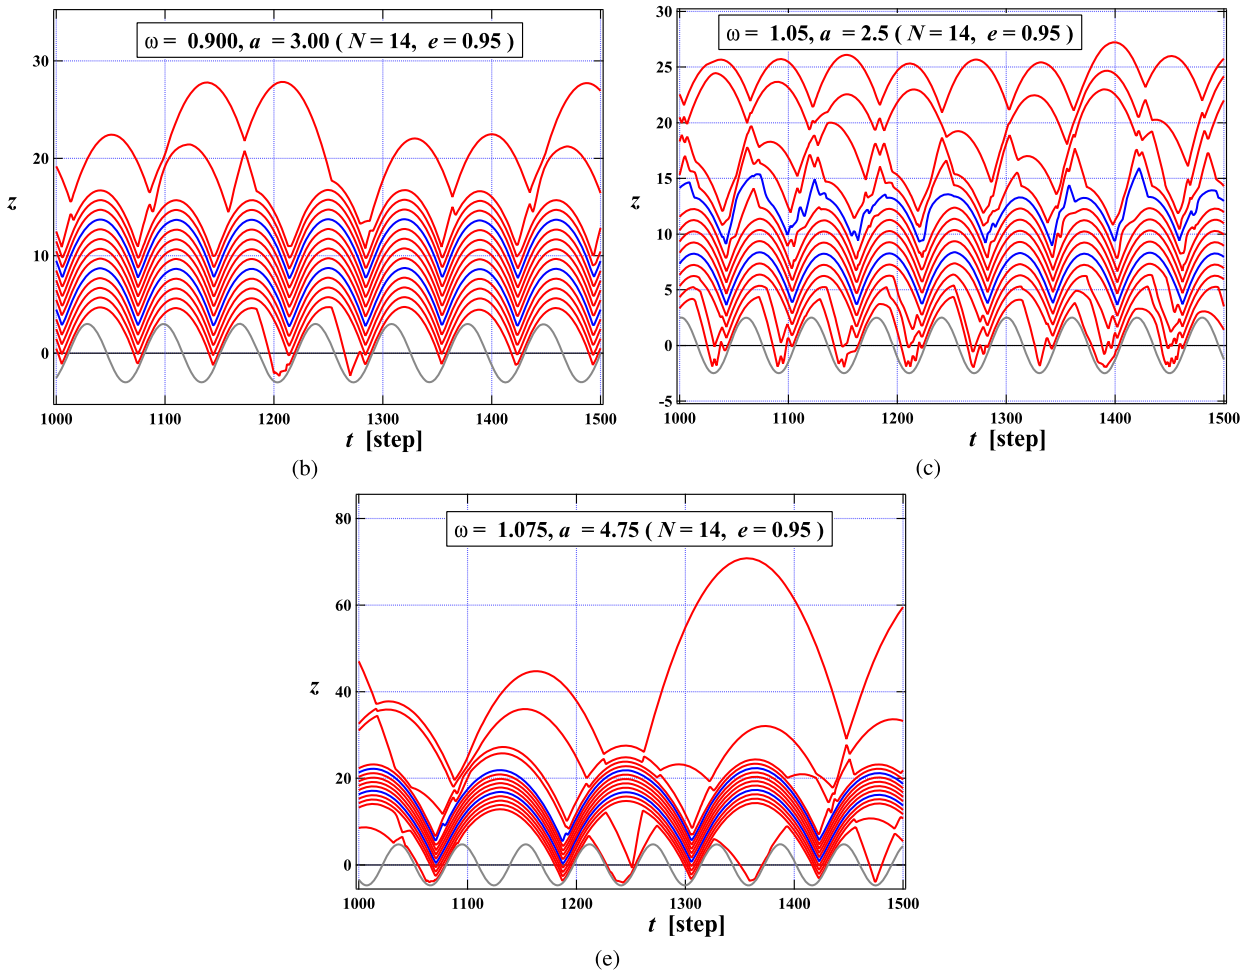 ω = 0.900, a = 3.00 ( N = 14, e = 0.95 )
30
20
10
0
z
1000 1100 1200 1300 1400 1500
t [step]
(b)
ω = 1.05, a = 2.5 ( N = 14, e = 0.95 )
30
25
20
15
10
5
0
-5
z
1000 1100 1200 1300 1400 1500
t [step]
(c)
ω = 1.075, a = 4.75 ( N = 14, e = 0.95 )
80
60
40
20
0
z
1000 1100 1200 1300 1400 1500
t [step]
(e)